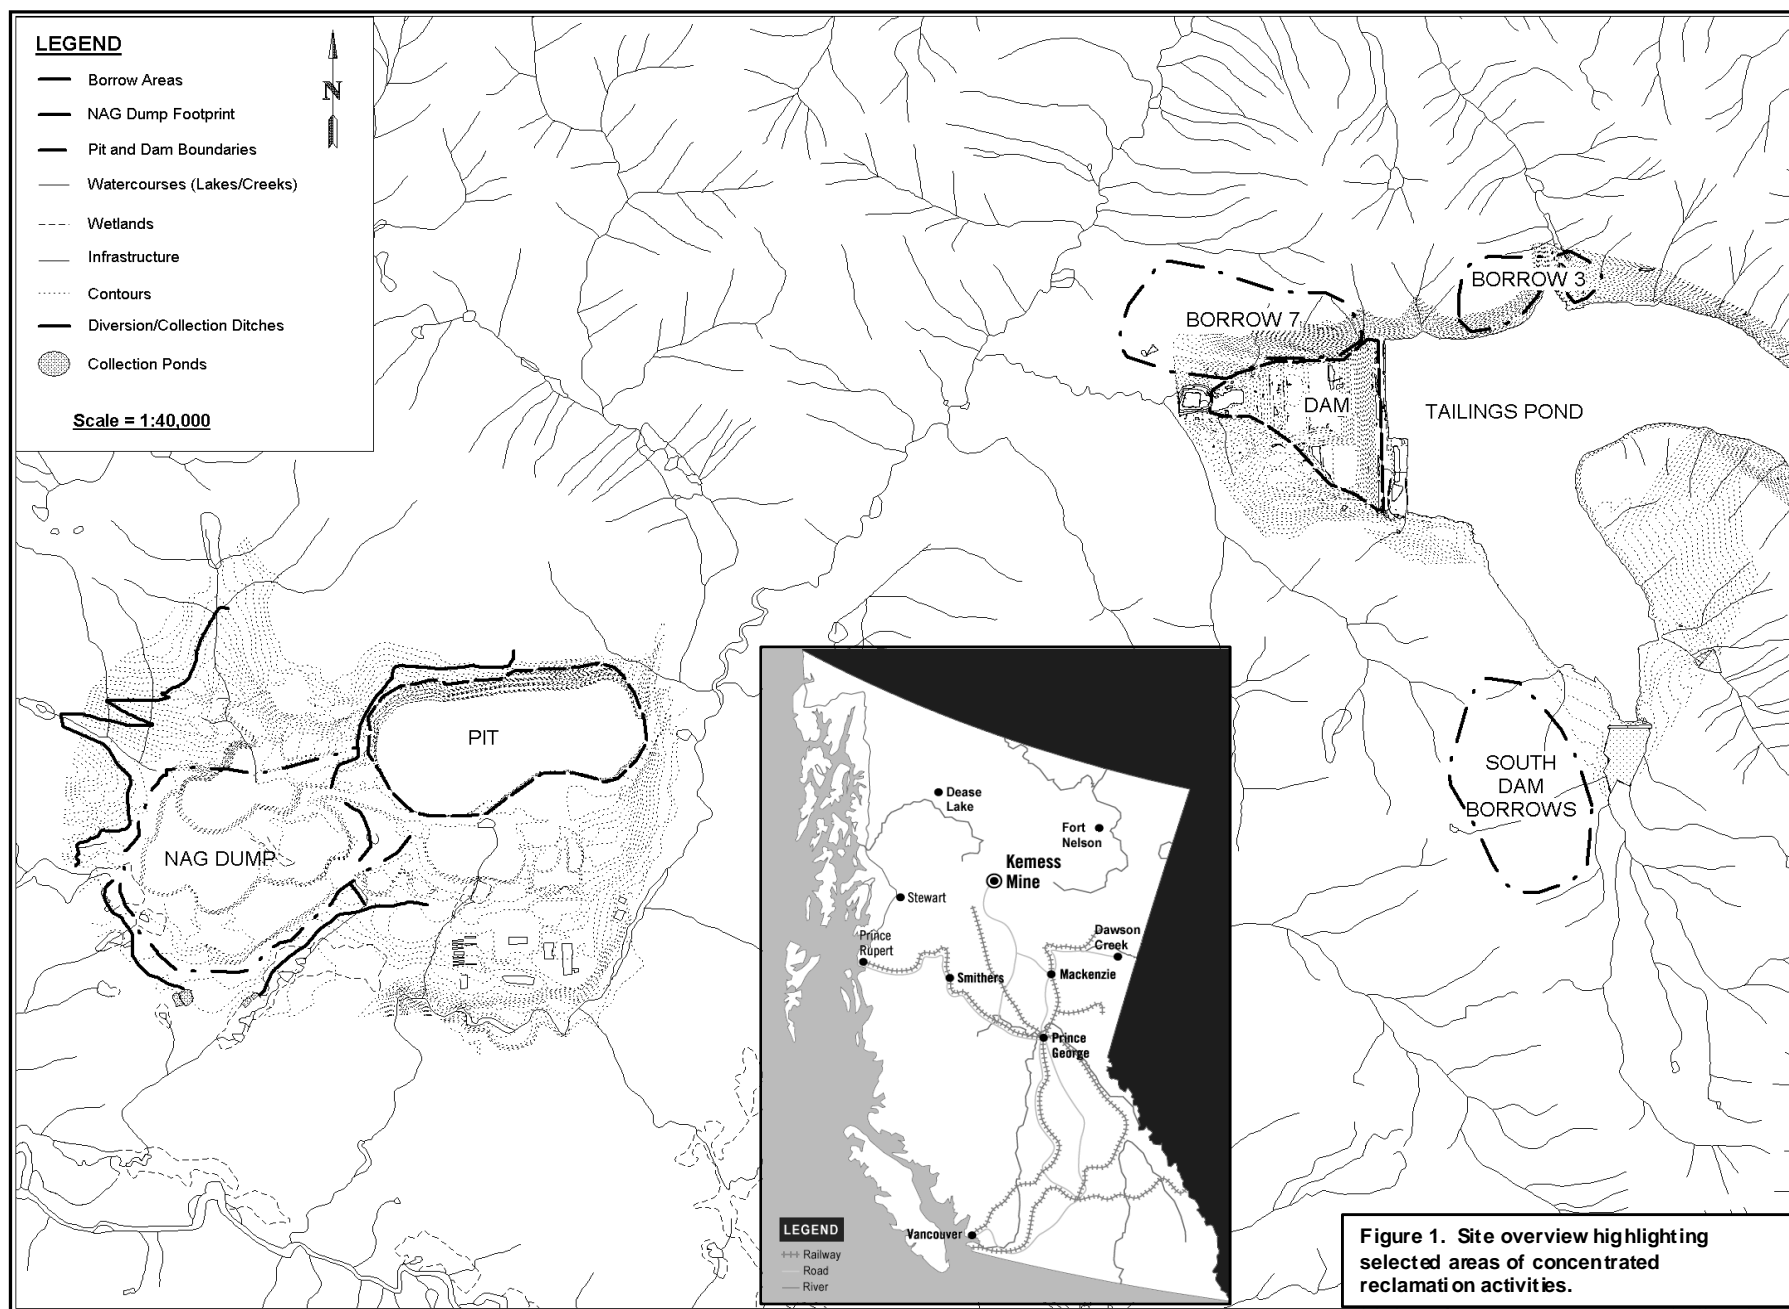 LEGEND
N
Borrow Areas
NAG Dump Footprint
Pit and Dam Boundaries
Watercourses (Lakes/Creeks)
Wetlands
Infrastructure
Contours
Diversion/Collection Ditches
Collection Ponds
Scale = 1:40,000
BORROW 3
BORROW 7
DAM
TAILINGS POND
PIT
NAG DUMP
SOUTH
DAM
BORROWS
Dease
Lake
Fort
Nelson
Kemess
Mine
Stewart
Prince
Rupert
Dawson
Creek
Smithers
Mackenzie
Prince
George
Vancouver
LEGEND
Railway
Road
River
Figure 1. Site overview highlighting
selected areas of concentrated
reclamation activities.